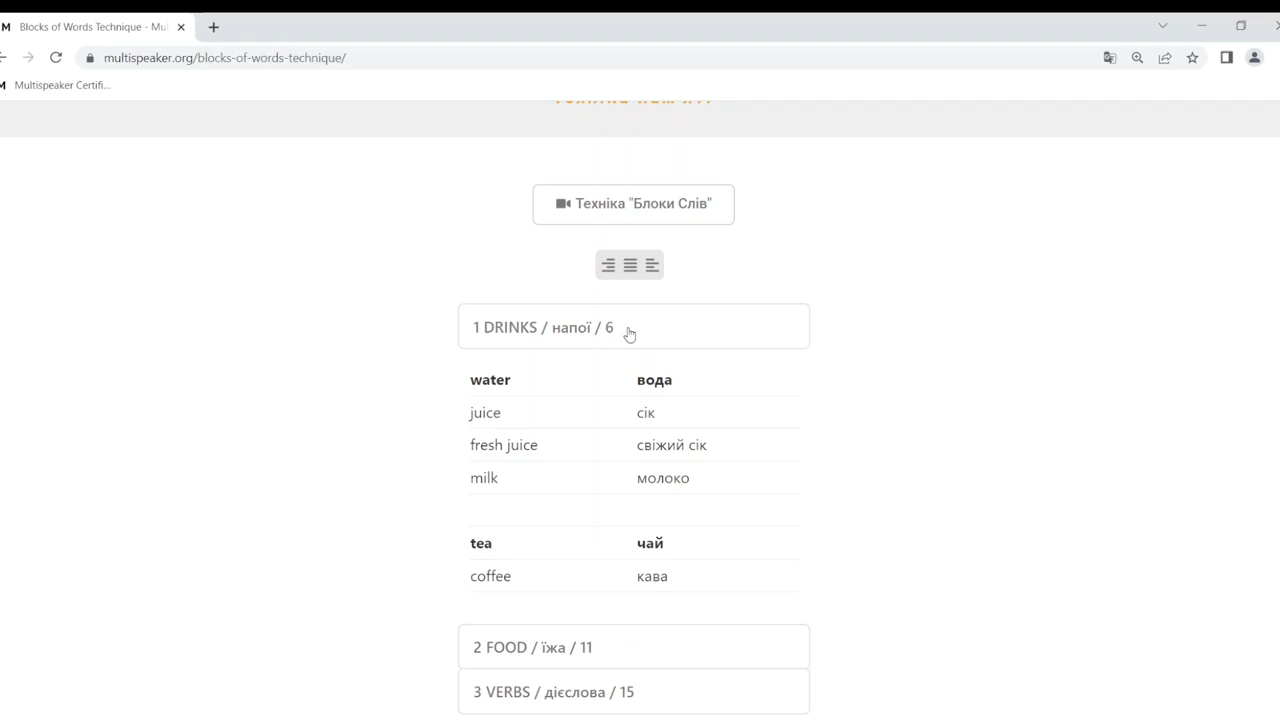 M Blocks of Words Technique - Mul
multispeaker.org/blocks-of-words-technique/
M Multispeaker Certifi...
Техніка "Блоки Слів"
1 DRINKS / напої / 6
water вода
juice сік
fresh juice свіжий сік
milk молоко
tea чай
coffee кава
2 FOOD / їжа / 11
3 VERBS / дієслова / 15